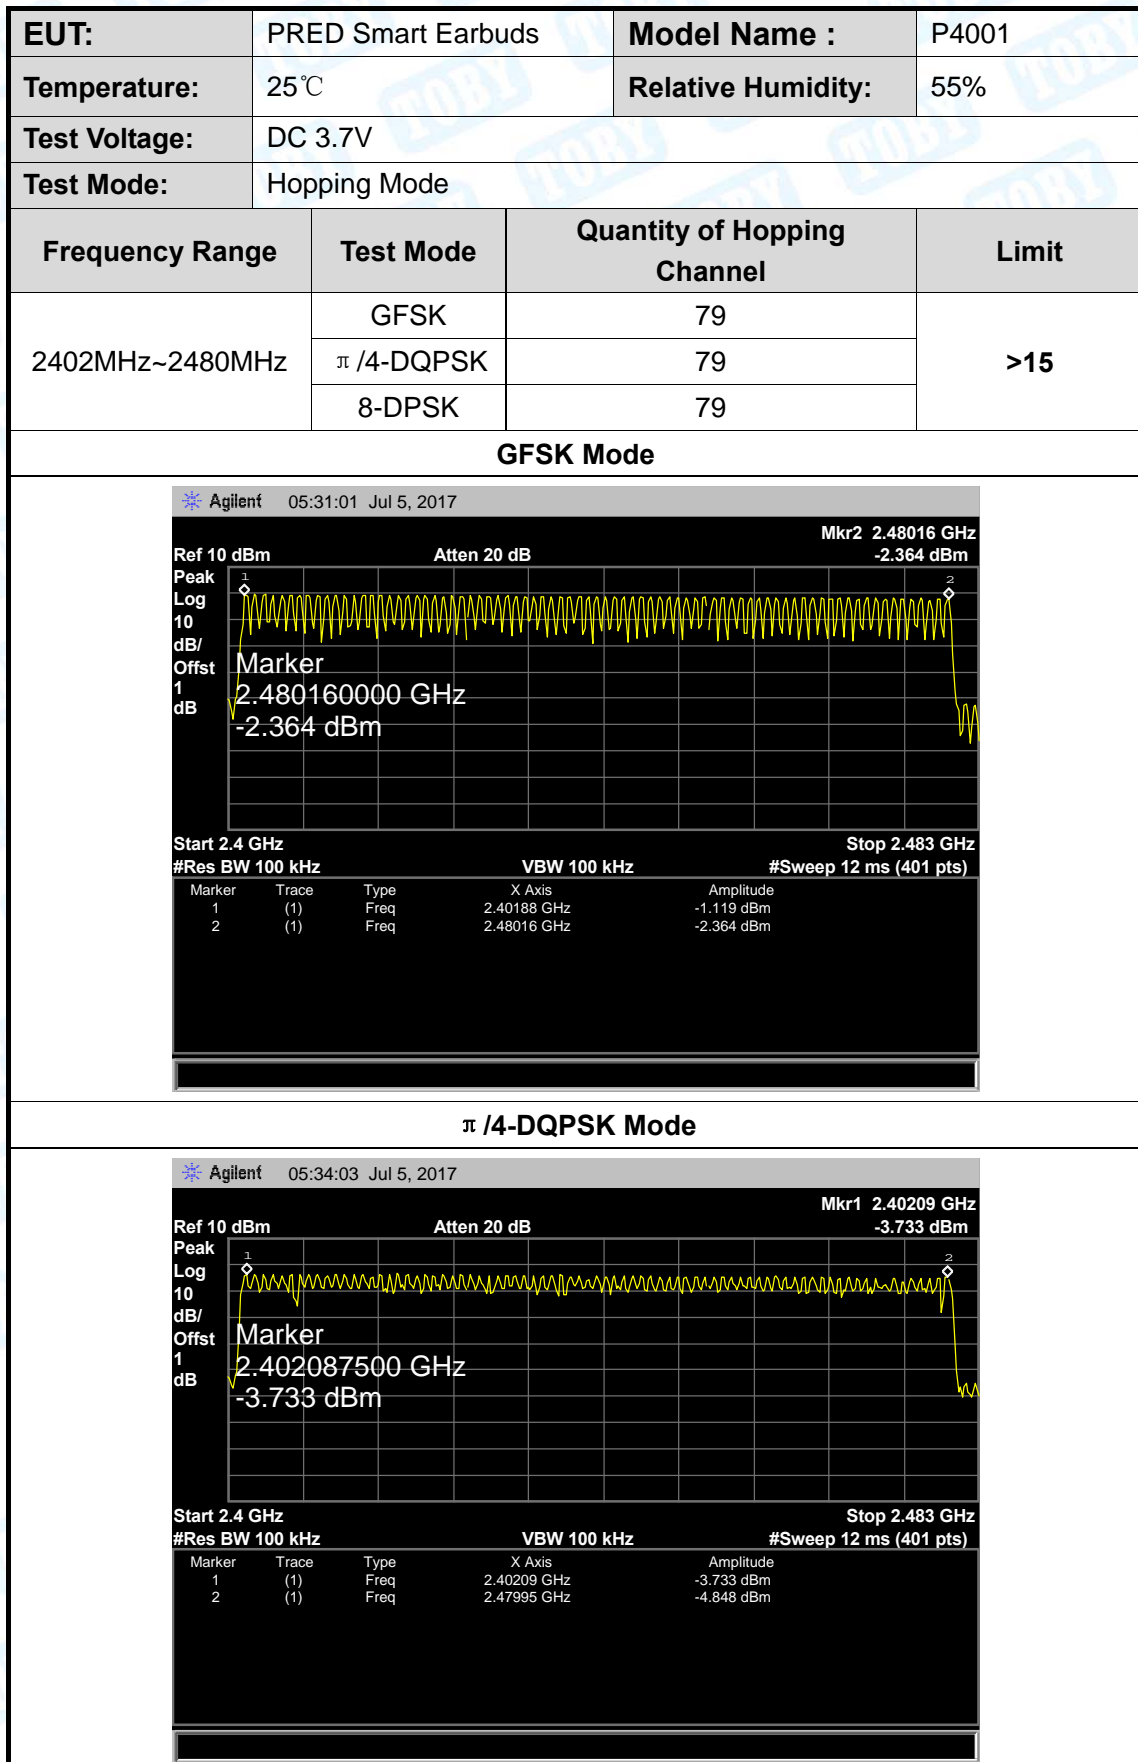 EUT: PRED Smart Earbuds Model Name : P4001
Temperature: 25℃ Relative Humidity: 55%
Test Voltage: DC 3.7V
Test Mode: Hopping Mode
Frequency Range Test Mode Quantity of Hopping Channel Limit
2402MHz~2480MHz GFSK 79 >15
π/4-DQPSK 79
8-DPSK 79
GFSK Mode
Agilent 05:31:01 Jul 5, 2017
Mkr2 2.48016 GHz
Ref 10 dBm Atten 20 dB -2.364 dBm
Peak
Log
10
dB/
Offst
1
dB
1 2
Marker
2.480160000 GHz
-2.364 dBm
Start 2.4 GHz Stop 2.483 GHz
#Res BW 100 kHz VBW 100 kHz #Sweep 12 ms (401 pts)
Marker Trace Type X Axis Amplitude
1 (1) Freq 2.40188 GHz -1.119 dBm
2 (1) Freq 2.48016 GHz -2.364 dBm
π/4-DQPSK Mode
Agilent 05:34:03 Jul 5, 2017
Mkr1 2.40209 GHz
Ref 10 dBm Atten 20 dB -3.733 dBm
Peak
Log
10
dB/
Offst
1
dB
1 2
Marker
2.402087500 GHz
-3.733 dBm
Start 2.4 GHz Stop 2.483 GHz
#Res BW 100 kHz VBW 100 kHz #Sweep 12 ms (401 pts)
Marker Trace Type X Axis Amplitude
1 (1) Freq 2.40209 GHz -3.733 dBm
2 (1) Freq 2.47995 GHz -4.848 dBm
TOBY